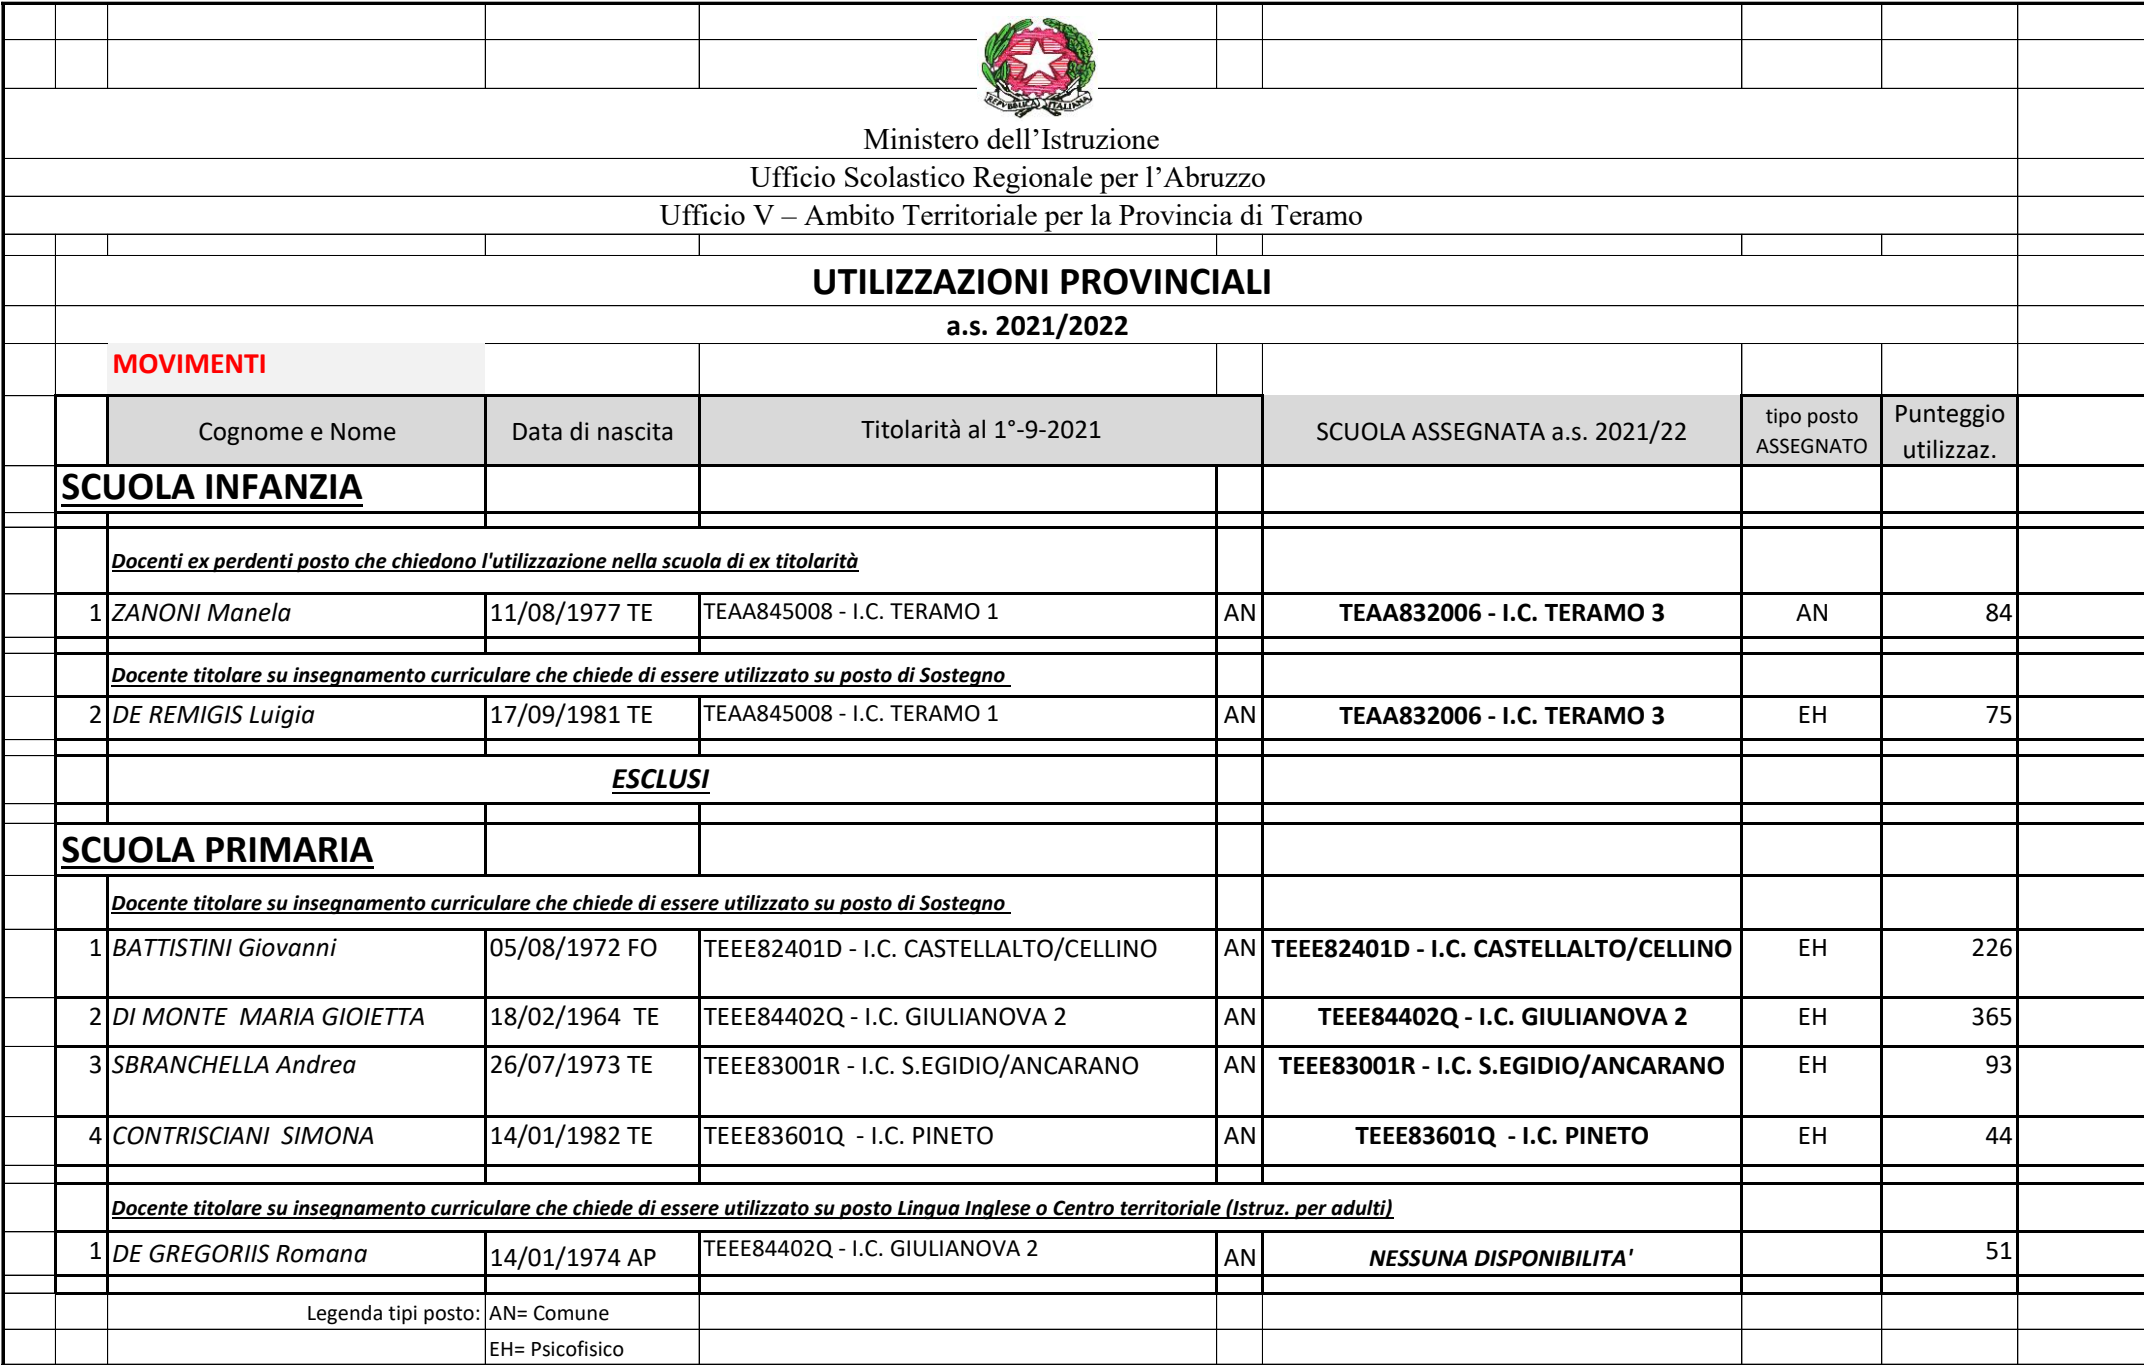 REPVBBLICA ITALIANA
Ministero dell’Istruzione
Ufficio Scolastico Regionale per l’Abruzzo
Ufficio V – Ambito Territoriale per la Provincia di Teramo
UTILIZZAZIONI PROVINCIALI
a.s. 2021/2022
MOVIMENTI
Cognome e Nome Data di nascita Titolarità al 1°-9-2021 SCUOLA ASSEGNATA a.s. 2021/22 tipo posto ASSEGNATO Punteggio utilizzaz.
SCUOLA INFANZIA
Docenti ex perdenti posto che chiedono l'utilizzazione nella scuola di ex titolarità
1 ZANONI Manela 11/08/1977 TE TEAA845008 - I.C. TERAMO 1 AN TEAA832006 - I.C. TERAMO 3 AN 84
Docente titolare su insegnamento curriculare che chiede di essere utilizzato su posto di Sostegno
2 DE REMIGIS Luigia 17/09/1981 TE TEAA845008 - I.C. TERAMO 1 AN TEAA832006 - I.C. TERAMO 3 EH 75
ESCLUSI
SCUOLA PRIMARIA
Docente titolare su insegnamento curriculare che chiede di essere utilizzato su posto di Sostegno
1 BATTISTINI Giovanni 05/08/1972 FO TEEE82401D - I.C. CASTELLALTO/CELLINO AN TEEE82401D - I.C. CASTELLALTO/CELLINO EH 226
2 DI MONTE MARIA GIOIETTA 18/02/1964 TE TEEE84402Q - I.C. GIULIANOVA 2 AN TEEE84402Q - I.C. GIULIANOVA 2 EH 365
3 SBRANCHELLA Andrea 26/07/1973 TE TEEE83001R - I.C. S.EGIDIO/ANCARANO AN TEEE83001R - I.C. S.EGIDIO/ANCARANO EH 93
4 CONTRISCIANI SIMONA 14/01/1982 TE TEEE83601Q - I.C. PINETO AN TEEE83601Q - I.C. PINETO EH 44
Docente titolare su insegnamento curriculare che chiede di essere utilizzato su posto Lingua Inglese o Centro territoriale (Istruz. per adulti)
1 DE GREGORIIS Romana 14/01/1974 AP TEEE84402Q - I.C. GIULIANOVA 2 AN NESSUNA DISPONIBILITA' 51
Legenda tipi posto: AN= Comune
EH= Psicofisico